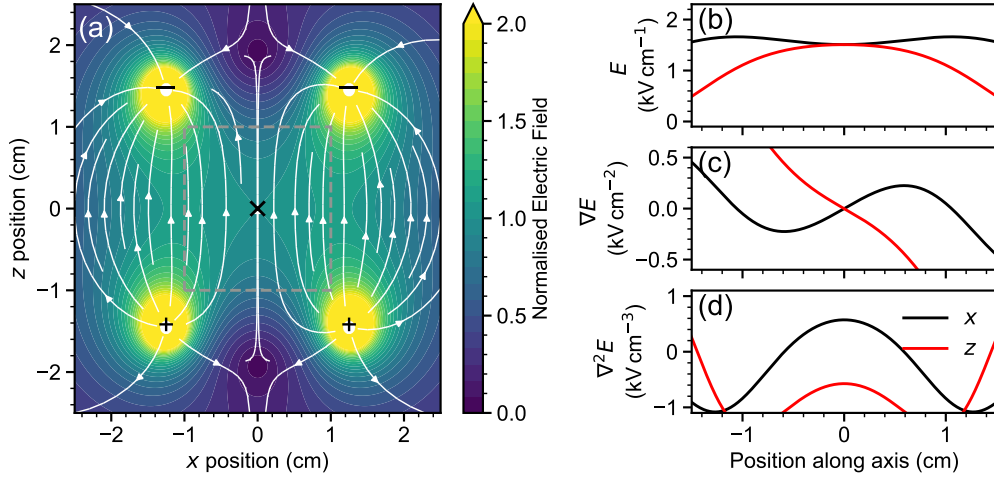 (a)
2
1
0
−1
−2
z position (cm)
−2 −1 0 1 2
x position (cm)
2.0
1.5
1.0
0.5
0.0
Normalised Electric Field
(b)
2
1
0
E
(kV cm⁻¹)
(c)
0.5
0.0
−0.5
∇E
(kV cm⁻²)
(d)
1
0
−1
∇²E
(kV cm⁻³)
x
z
−1 0 1
Position along axis (cm)